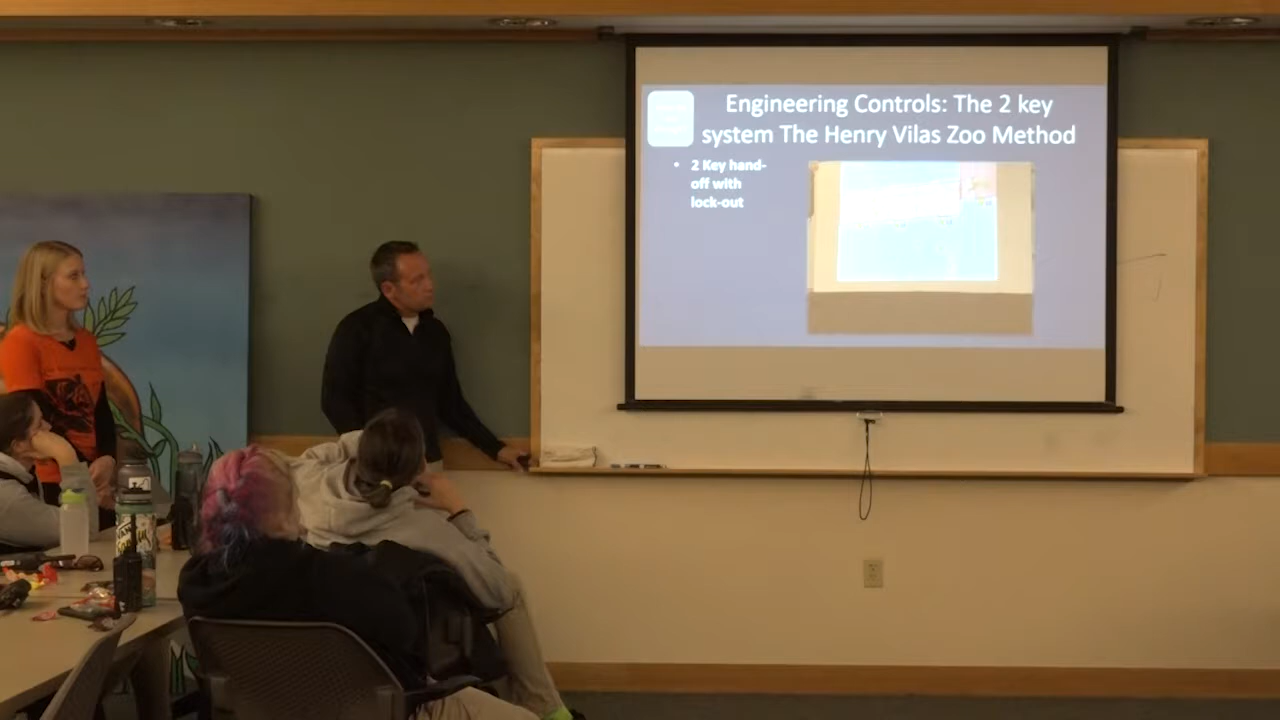 Engineering Controls: The 2 key
system The Henry Vilas Zoo Method
• 2 Key hand-
off with
lock-out